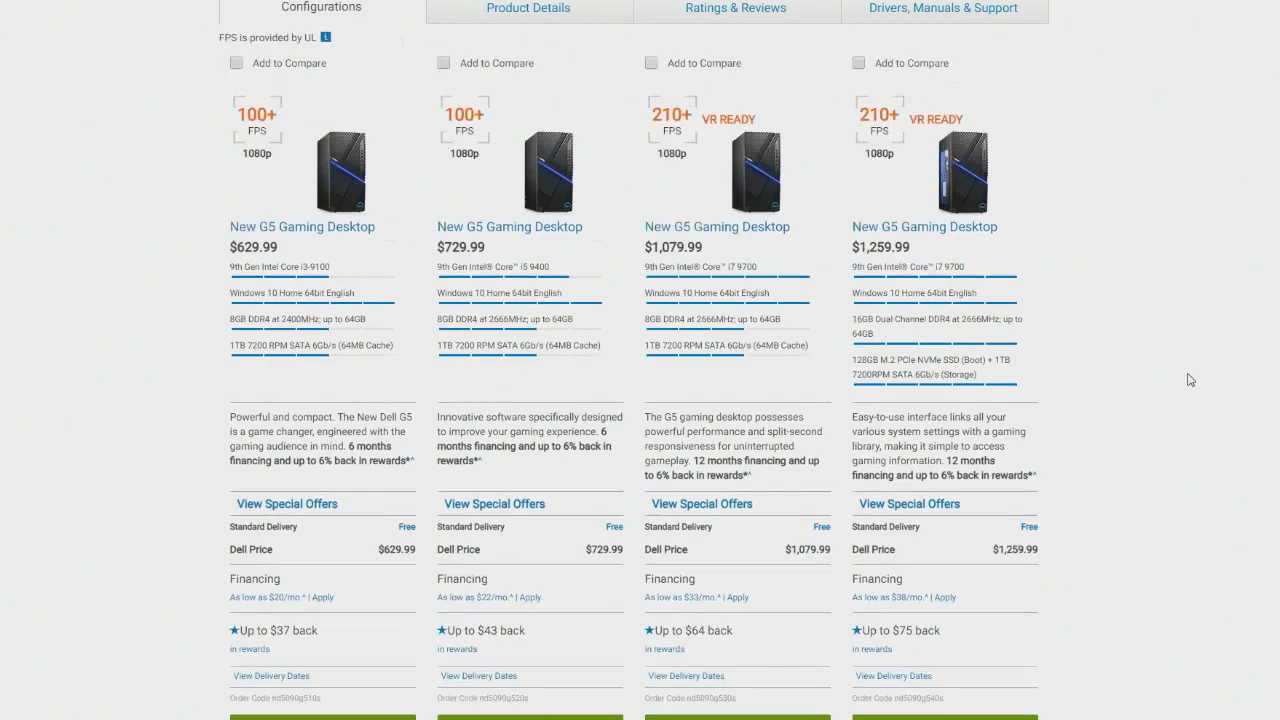 Configurations
Product Details
Ratings & Reviews
Drivers, Manuals & Support
FPS is provided by UL
Add to Compare
100+
FPS
1080p
New G5 Gaming Desktop
$629.99
9th Gen Intel Core i3-9100
Windows 10 Home 64bit English
8GB DDR4 at 2400MHz; up to 64GB
1TB 7200 RPM SATA 6Gb/s (64MB Cache)
Powerful and compact. The New Dell G5
is a game changer, engineered with the
gaming audience in mind. 6 months
financing and up to 6% back in rewards*^
View Special Offers
Standard Delivery Free
Dell Price $629.99
Financing
As low as $20/mo.^ | Apply
★Up to $37 back
in rewards
View Delivery Dates
Order Code nd5090g510s
Add to Compare
100+
FPS
1080p
New G5 Gaming Desktop
$729.99
9th Gen Intel® Core™ i5 9400
Windows 10 Home 64bit English
8GB DDR4 at 2666MHz; up to 64GB
1TB 7200 RPM SATA 6Gb/s (64MB Cache)
Innovative software specifically designed
to improve your gaming experience. 6
months financing and up to 6% back in
rewards*^
View Special Offers
Standard Delivery Free
Dell Price $729.99
Financing
As low as $22/mo.^ | Apply
★Up to $43 back
in rewards
View Delivery Dates
Order Code nd5090g520s
Add to Compare
210+
FPS
VR READY
1080p
New G5 Gaming Desktop
$1,079.99
9th Gen Intel® Core™ i7 9700
Windows 10 Home 64bit English
8GB DDR4 at 2666MHz; up to 64GB
1TB 7200 RPM SATA 6Gb/s (64MB Cache)
The G5 gaming desktop possesses
powerful performance and split-second
responsiveness for uninterrupted
gameplay. 12 months financing and up
to 6% back in rewards*^
View Special Offers
Standard Delivery Free
Dell Price $1,079.99
Financing
As low as $33/mo.^ | Apply
★Up to $64 back
in rewards
View Delivery Dates
Order Code nd5090g530s
Add to Compare
210+
FPS
VR READY
1080p
New G5 Gaming Desktop
$1,259.99
9th Gen Intel® Core™ i7 9700
Windows 10 Home 64bit English
16GB Dual Channel DDR4 at 2666MHz; up to
64GB
128GB M.2 PCIe NVMe SSD (Boot) + 1TB
7200RPM SATA 6Gb/s (Storage)
Easy-to-use interface links all your
various system settings with a gaming
library, making it simple to access
gaming information. 12 months
financing and up to 6% back in rewards*^
View Special Offers
Standard Delivery Free
Dell Price $1,259.99
Financing
As low as $38/mo.^ | Apply
★Up to $75 back
in rewards
View Delivery Dates
Order Code nd5090g540s